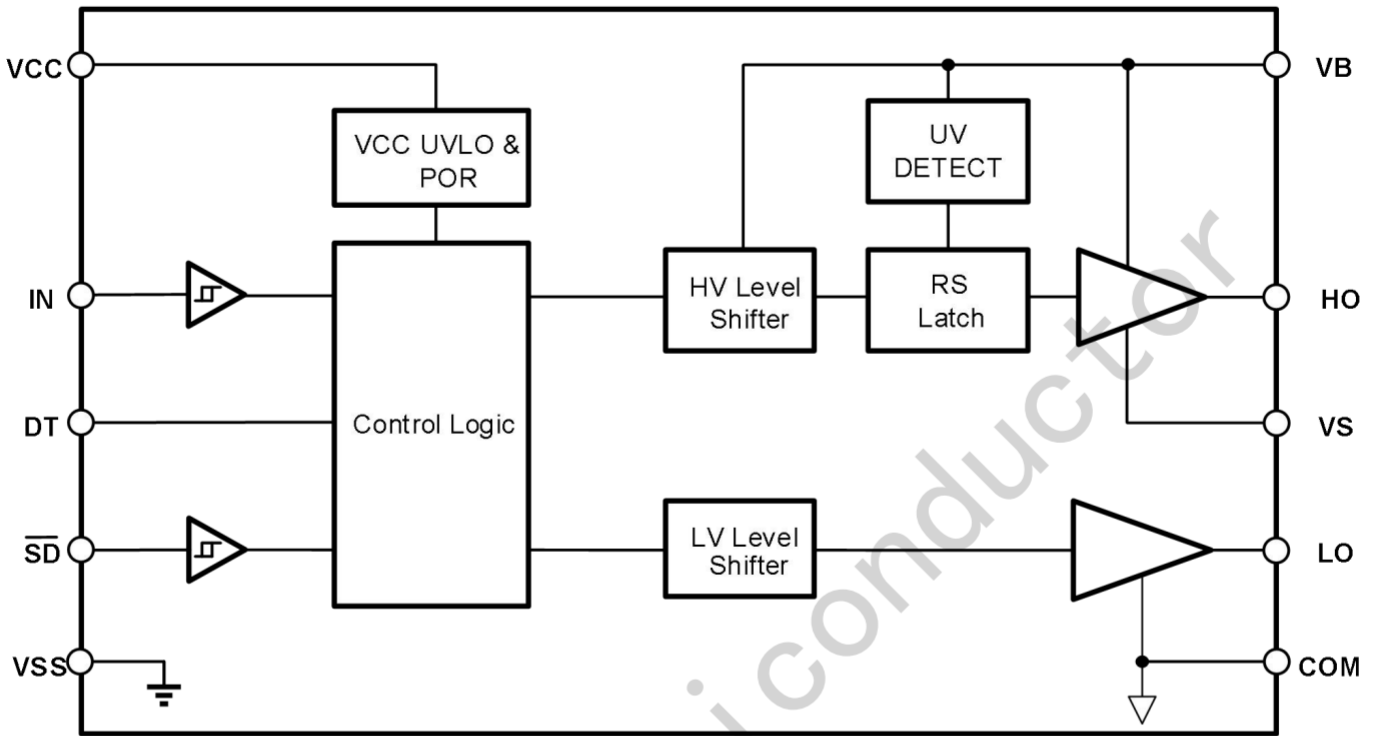 VCC
VB
VCC UVLO &
POR
UV
DETECT
IN
HV Level
Shifter
RS
Latch
HO
DT
Control Logic
VS
SD
LV Level
Shifter
LO
VSS
COM
iconductor